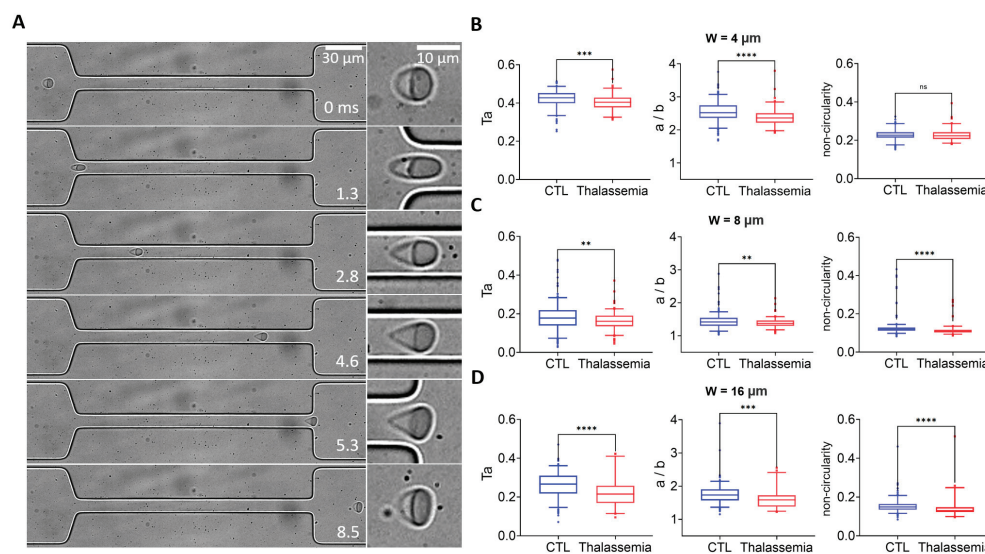 A
30 µm
10 µm
0 ms
1.3
2.8
4.6
5.3
8.5
B
W = 4 µm
Ta
0.6
0.4
0.2
0.0
***
CTL Thalassemia
a / b
4
3
2
1
****
CTL Thalassemia
non-circularity
0.6
0.4
0.2
0.0
ns
CTL Thalassemia
C
W = 8 µm
Ta
0.6
0.4
0.2
0.0
**
CTL Thalassemia
a / b
4
3
2
1
**
CTL Thalassemia
non-circularity
0.6
0.4
0.2
0.0
****
CTL Thalassemia
D
W = 16 µm
Ta
0.6
0.4
0.2
0.0
****
CTL Thalassemia
a / b
4
3
2
1
***
CTL Thalassemia
non-circularity
0.6
0.4
0.2
0.0
****
CTL Thalassemia